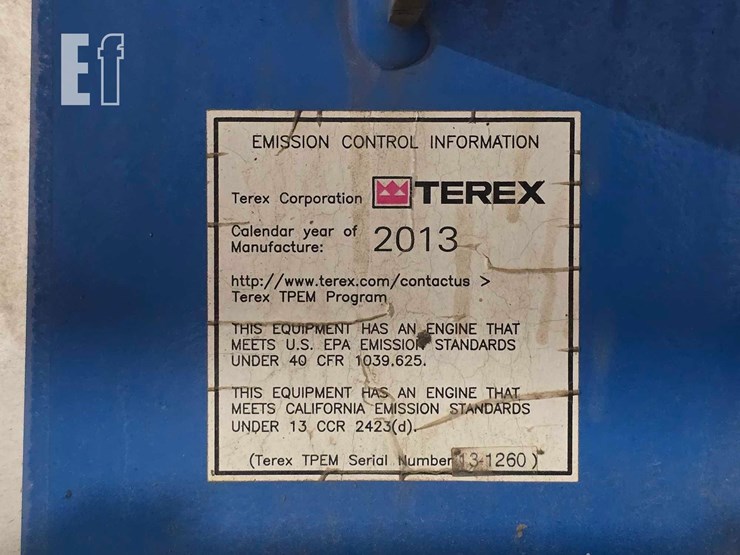 Ef
EMISSION CONTROL INFORMATION
Terex Corporation TEREX
Calendar year of
Manufacture: 2013
http://www.terex.com/contactus >
Terex TPEM Program
THIS EQUIPMENT HAS AN ENGINE THAT
MEETS U.S. EPA EMISSION STANDARDS
UNDER 40 CFR 1039.625.
THIS EQUIPMENT HAS AN ENGINE THAT
MEETS CALIFORNIA EMISSION STANDARDS
UNDER 13 CCR 2423(d).
(Terex TPEM Serial Number 13-1260 )